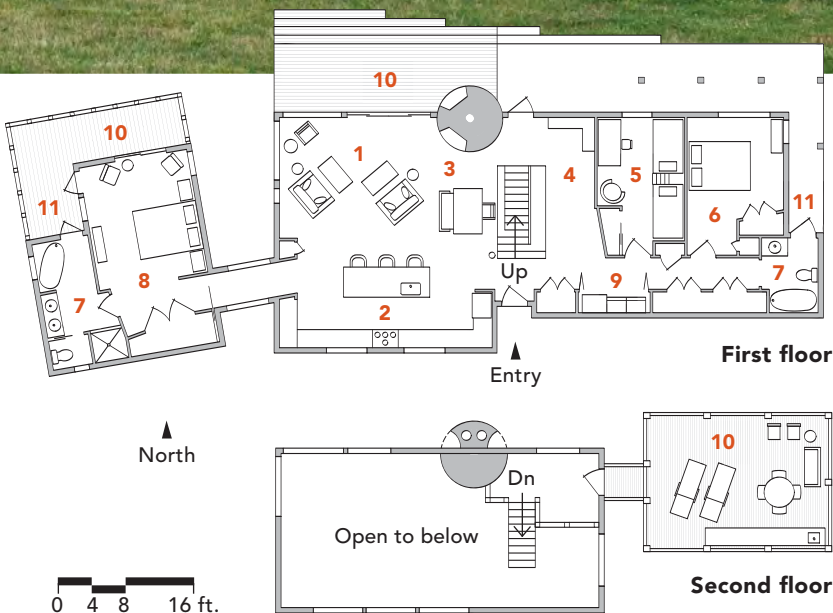 10
10
1
3
4
5
6
11
11
8
7
2
9
7
Up
First floor
Entry
North
10
Dn
Open to below
Second floor
0 4 8 16 ft.